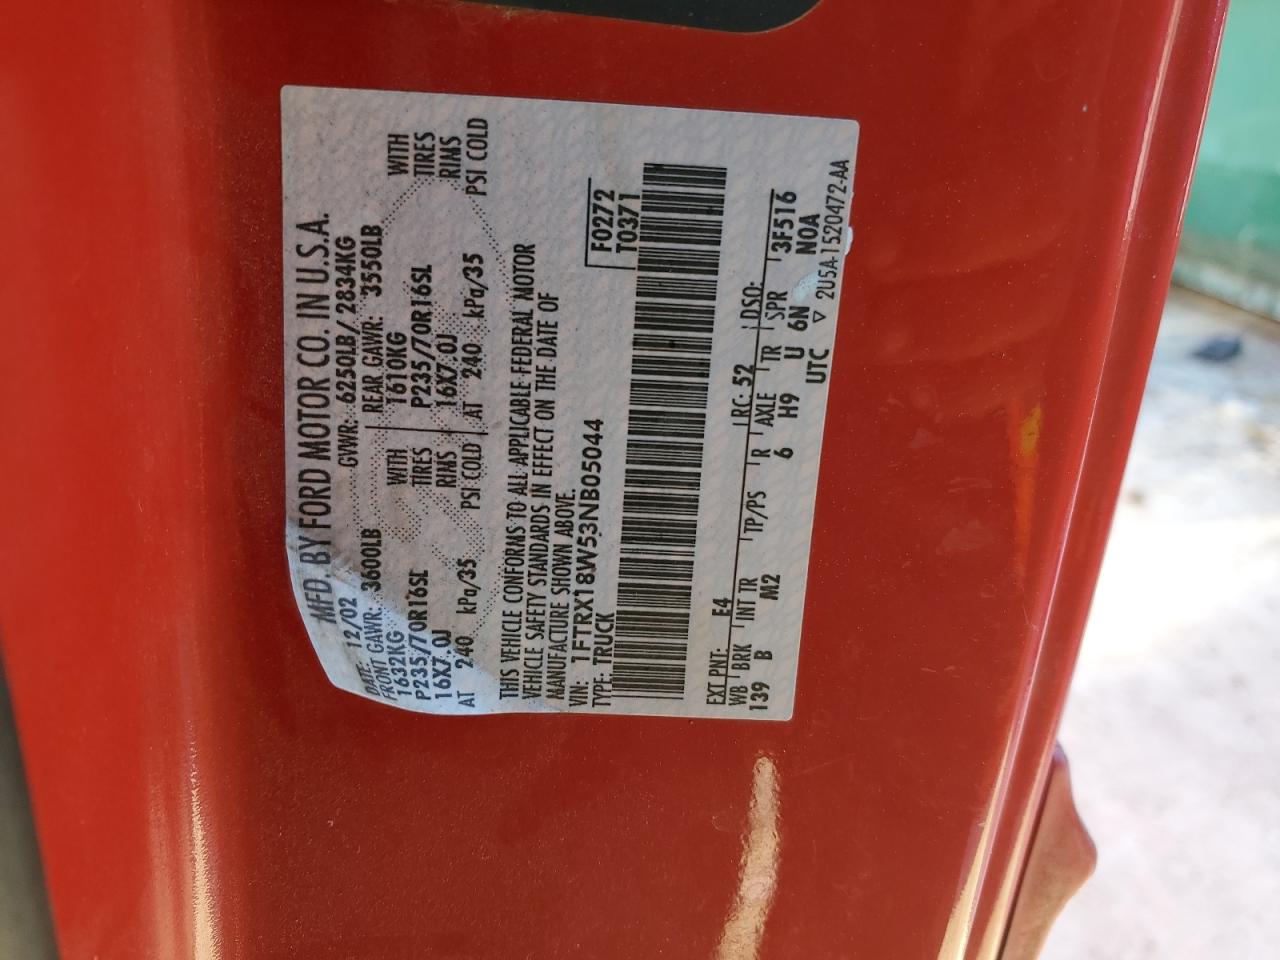 MFD. BY FORD MOTOR CO. IN U.S.A.
DATE: 12/02 GVWR: 6250LB/ 2834KG
FRONT GAWR: 3600LB REAR GAWR: 3550LB
1632KG WITH 1610KG WITH
P235/70R16SL TIRES P235/70R16SL TIRES
16X7.0J RIMS 16X7.0J RIMS
AT 240 kPa/35 PSI COLD AT 240 kPa/35 PSI COLD
THIS VEHICLE CONFORMS TO ALL APPLICABLE FEDERAL MOTOR
VEHICLE SAFETY STANDARDS IN EFFECT ON THE DATE OF
MANUFACTURE SHOWN ABOVE.
VIN: 1FTRX18W53NB05044 F0272
TYPE: TRUCK T0371
EXT PNT: E4 RC: 52 DSO:
WB BRK INT TR TP/PS R AXLE TR SPR 3F516
139 B M2 6 H9 U 6N NOA
UTC ▽ 2U5A-1520472-AA